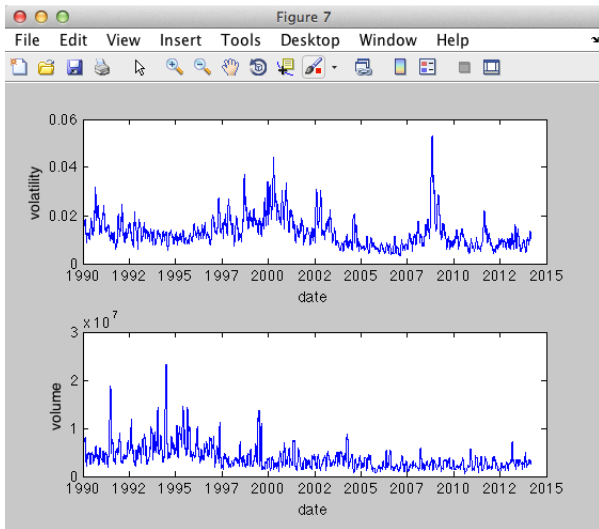 Figure 7
File Edit View Insert Tools Desktop Window Help
0.06
0.04
0.02
0
volatility
1990 1992 1995 1997 2000 2002 2005 2007 2010 2012 2015
date
x 10^7
3
2
1
0
volume
1990 1992 1995 1997 2000 2002 2005 2007 2010 2012 2015
date